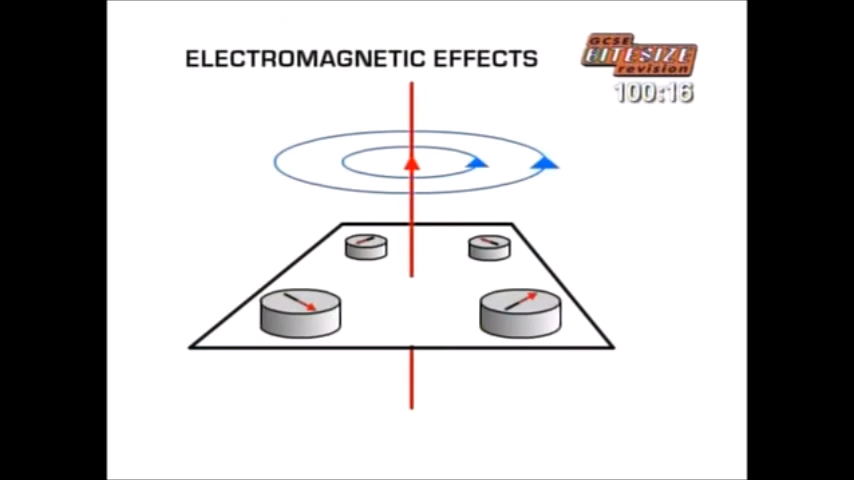 ELECTROMAGNETIC EFFECTS
GCSE
BITESIZE
revision
100:16